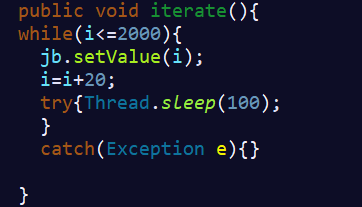 public void iterate(){
while(i<=2000){
jb.setValue(i);
i=i+20;
try{Thread.sleep(100);
}
catch(Exception e){}
}